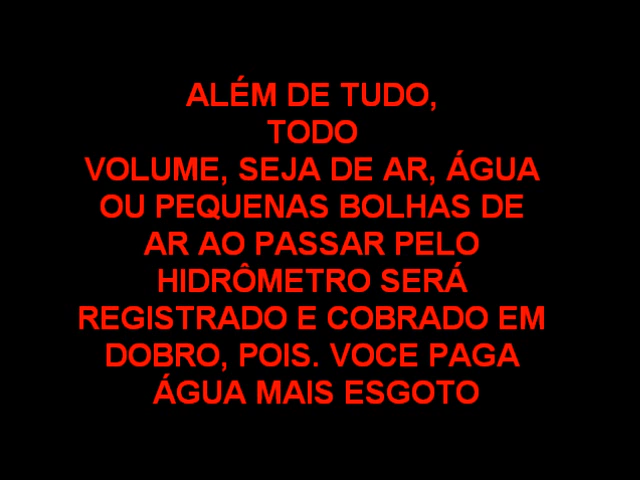 ALÉM DE TUDO,
TODO
VOLUME, SEJA DE AR, ÁGUA
OU PEQUENAS BOLHAS DE
AR AO PASSAR PELO
HIDRÔMETRO SERÁ
REGISTRADO E COBRADO EM
DOBRO, POIS. VOCE PAGA
ÁGUA MAIS ESGOTO